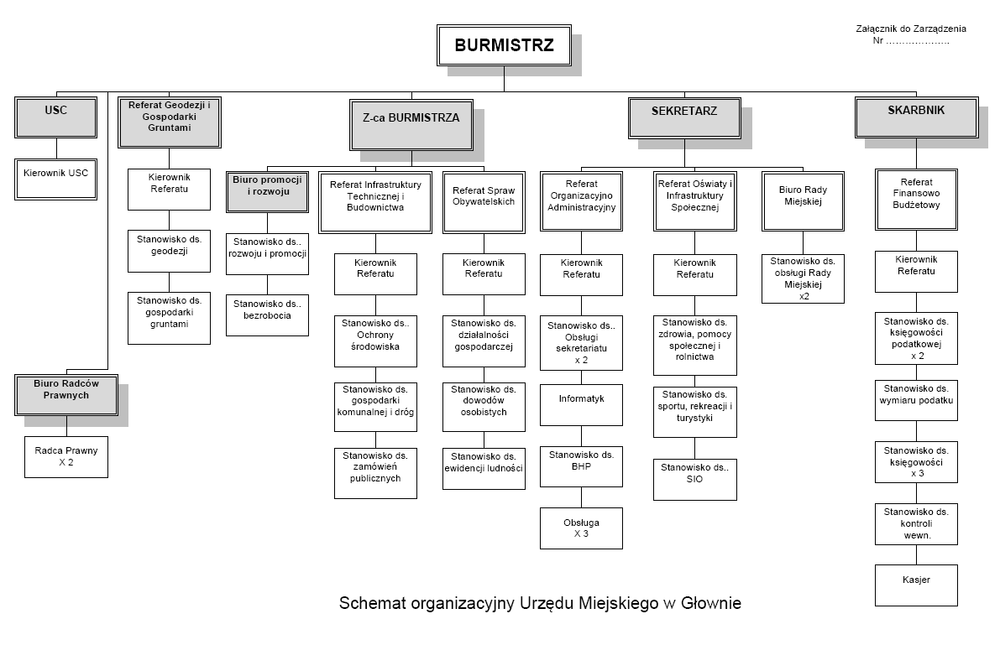 Załącznik do Zarządzenia
Nr ………………..
BURMISTRZ
USC
Kierownik USC
Referat Geodezji i
Gospodarki
Gruntami
Kierownik
Referatu
Stanowisko ds.
geodezji
Stanowisko ds.
gospodarki
gruntami
Biuro Radców
Prawnych
Radca Prawny
X 2
Z-ca BURMISTRZA
Biuro promocji
i rozwoju
Stanowisko ds..
rozwoju i promocji
Stanowisko ds..
bezrobocia
Referat Infrastruktury
Technicznej i
Budownictwa
Kierownik
Referatu
Stanowisko ds..
Ochrony
środowiska
Stanowisko ds.
gospodarki
komunalnej i dróg
Stanowisko ds.
zamówień
publicznych
Referat Spraw
Obywatelskich
Kierownik
Referatu
Stanowisko ds.
działalności
gospodarczej
Stanowisko ds.
dowodów
osobistych
Stanowisko ds.
ewidencji ludności
SEKRETARZ
Referat
Organizacyjno
Administracyjny
Kierownik
Referatu
Stanowisko ds..
Obsługi
sekretariatu
x 2
Informatyk
Stanowisko ds.
BHP
Obsługa
X 3
Referat Oświaty i
Infrastruktury
Społecznej
Kierownik
Referatu
Stanowisko ds.
zdrowia, pomocy
społecznej i
rolnictwa
Stanowisko ds.
sportu, rekreacji i
turystyki
Stanowisko ds..
SIO
Biuro Rady
Miejskiej
Stanowisko ds.
obsługi Rady
Miejskiej
x2
SKARBNIK
Referat
Finansowo
Budżetowy
Kierownik
Referatu
Stanowisko ds.
księgowości
podatkowej
x 2
Stanowisko ds.
wymiaru podatku
Stanowisko ds.
księgowości
x 3
Stanowisko ds.
kontroli
wewn.
Kasjer
Schemat organizacyjny Urzędu Miejskiego w Głownie